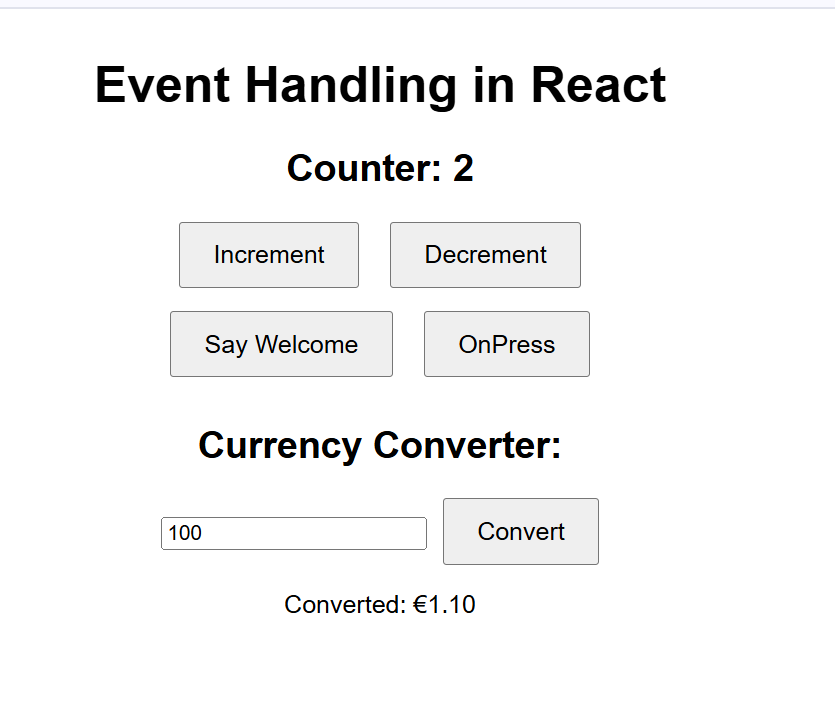 Event Handling in React
Counter: 2
Increment Decrement
Say Welcome OnPress
Currency Converter:
100 Convert
Converted: €1.10